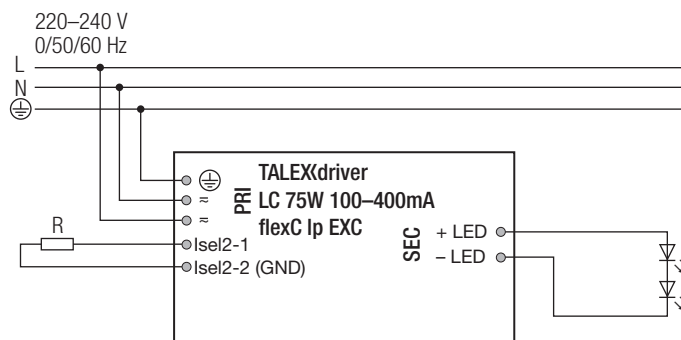 220–240 V
0/50/60 Hz
L
N
TALEXXdriver
LC 75W 100–400mA
flexC lp EXC
PRI
≈
≈
R
Isel2-1
Isel2-2 (GND)
SEC
+ LED
– LED